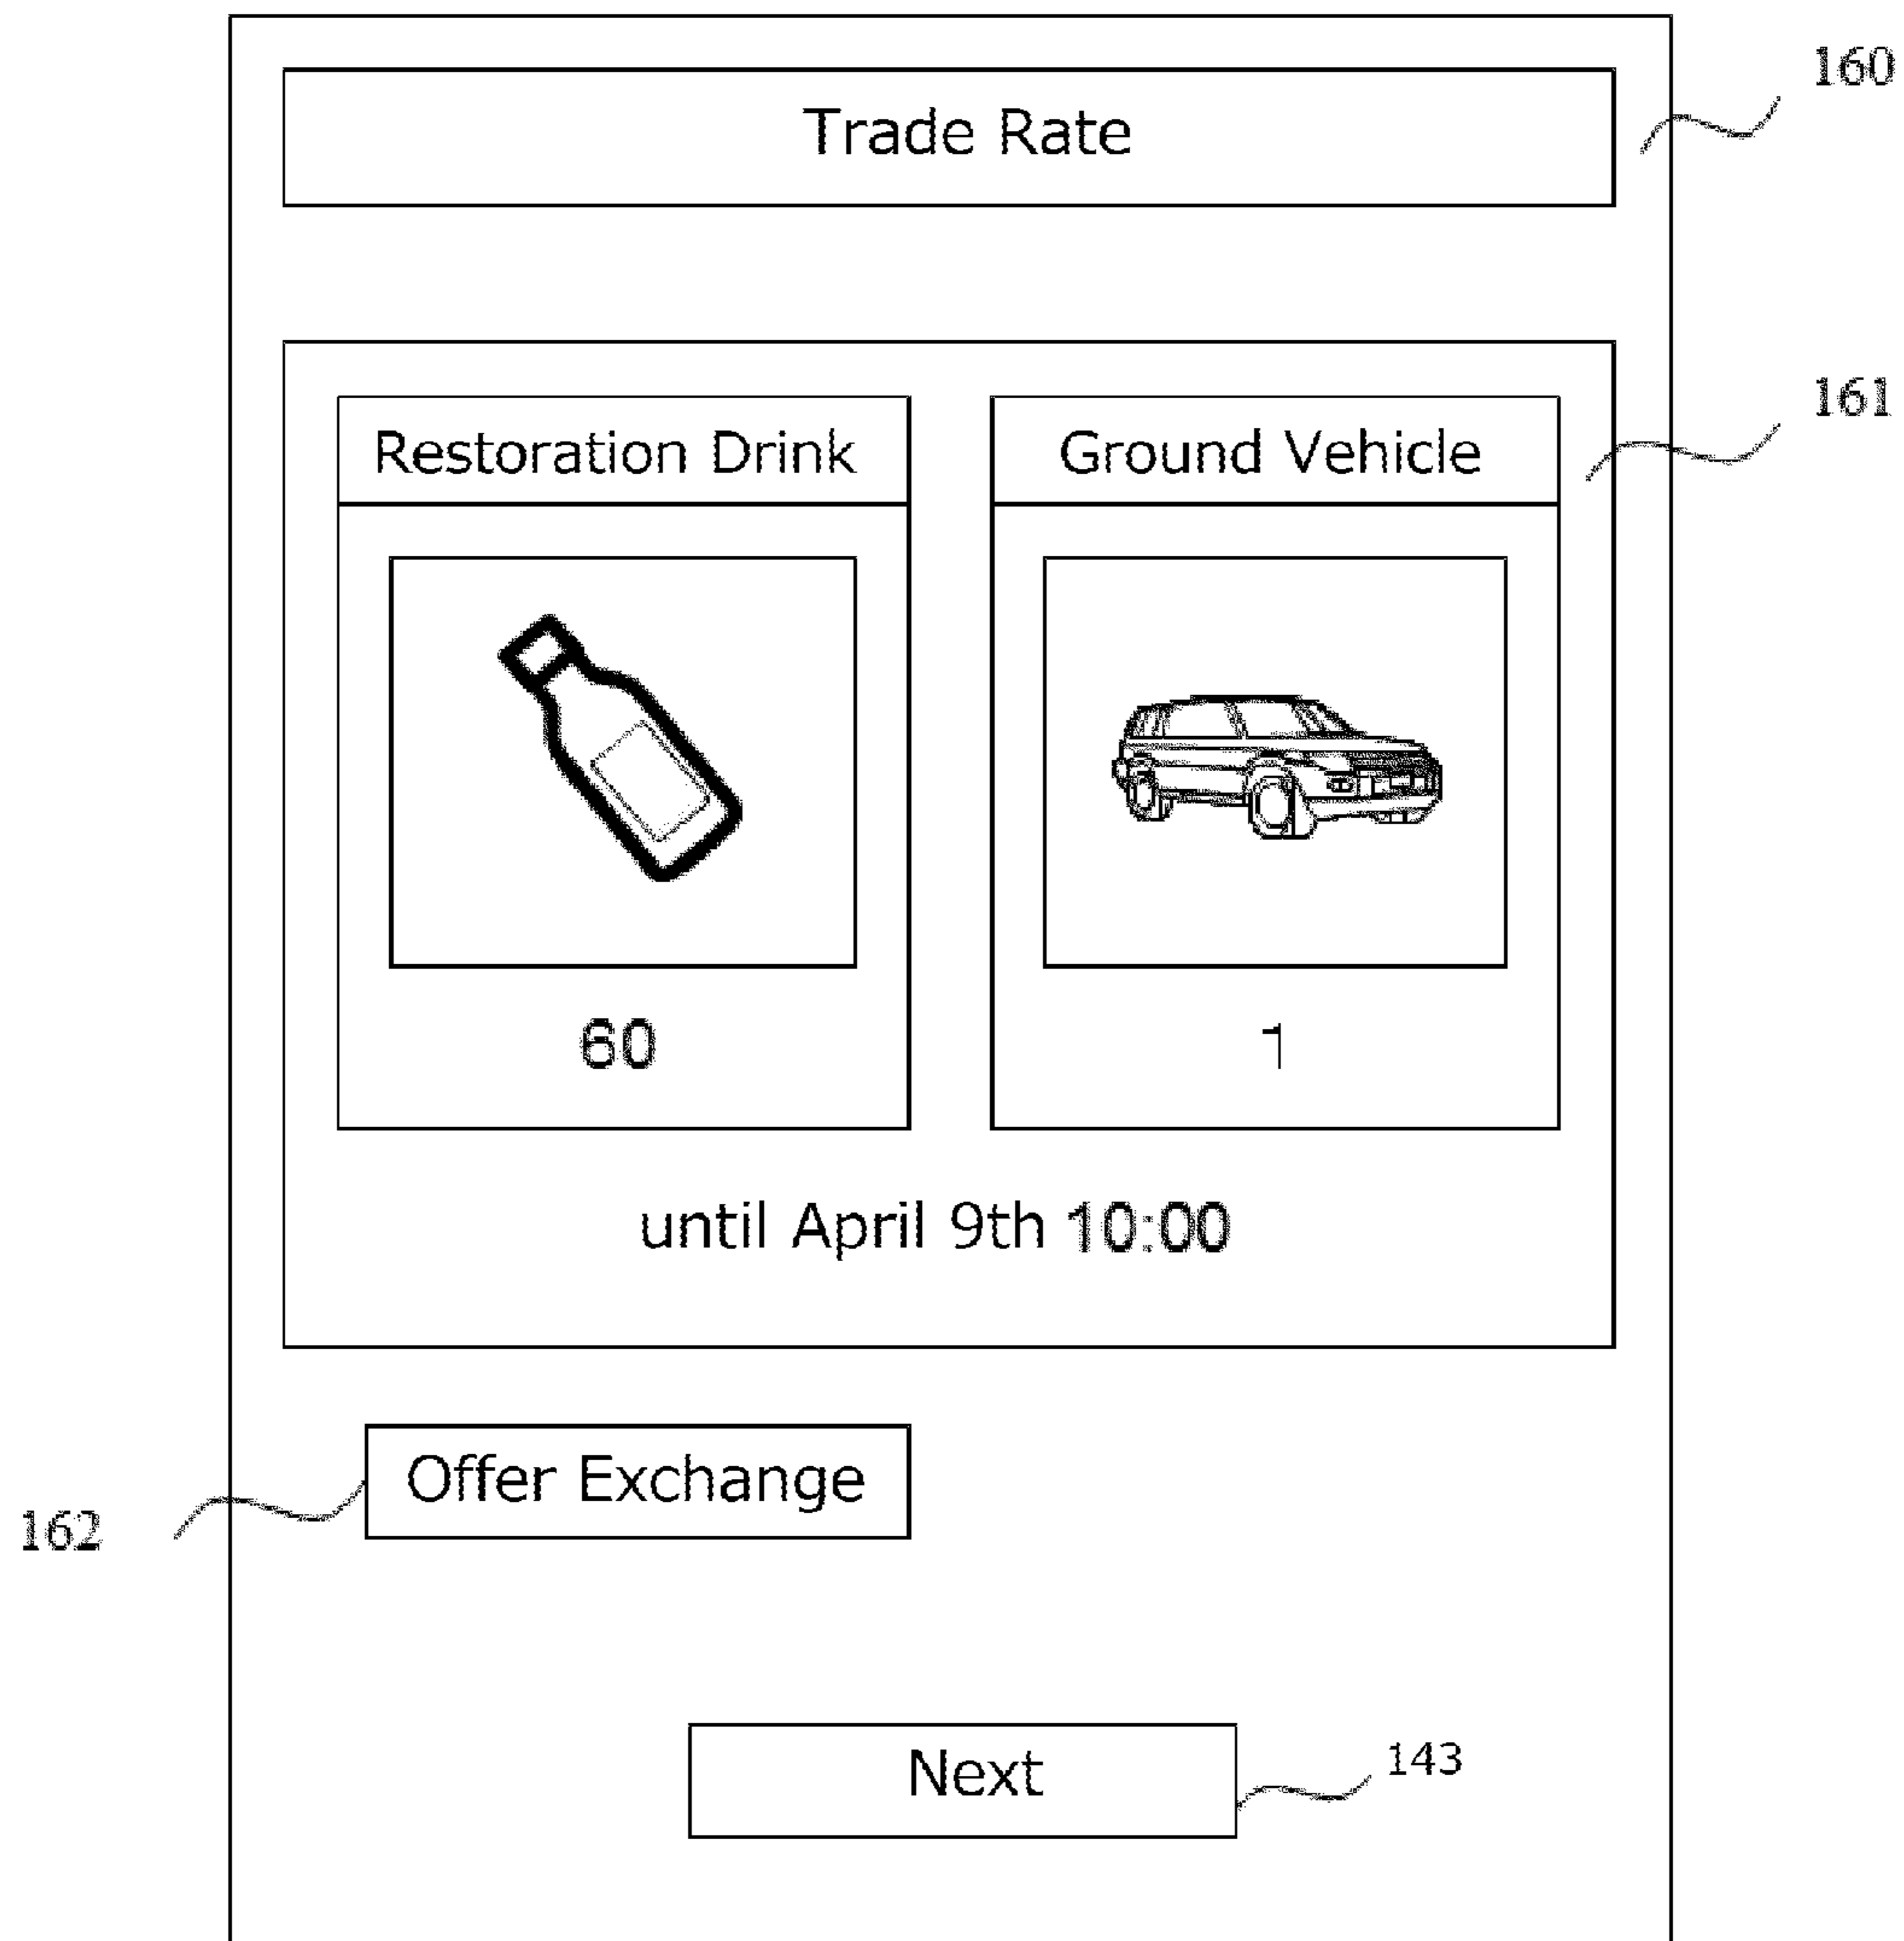 160
Trade Rate
161
Restoration Drink
Ground Vehicle
60
1
until April 9th 10:00
Offer Exchange
162
Next
143